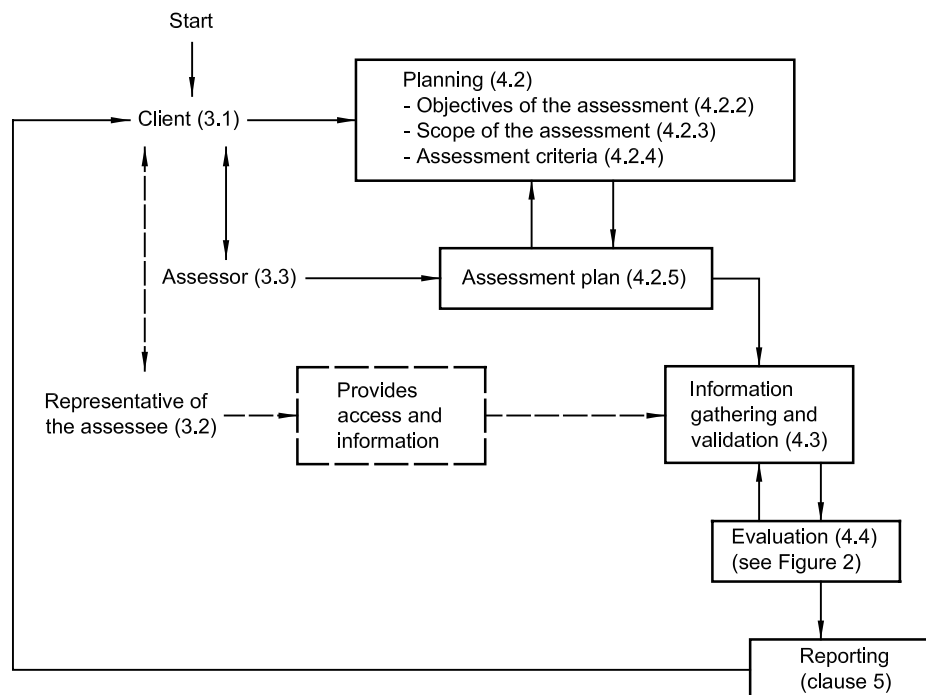 Start
Client (3.1)
Planning (4.2)
- Objectives of the assessment (4.2.2)
- Scope of the assessment (4.2.3)
- Assessment criteria (4.2.4)
Assessor (3.3)
Assessment plan (4.2.5)
Representative of
the assessee (3.2)
Provides
access and
information
Information
gathering and
validation (4.3)
Evaluation (4.4)
(see Figure 2)
Reporting
(clause 5)